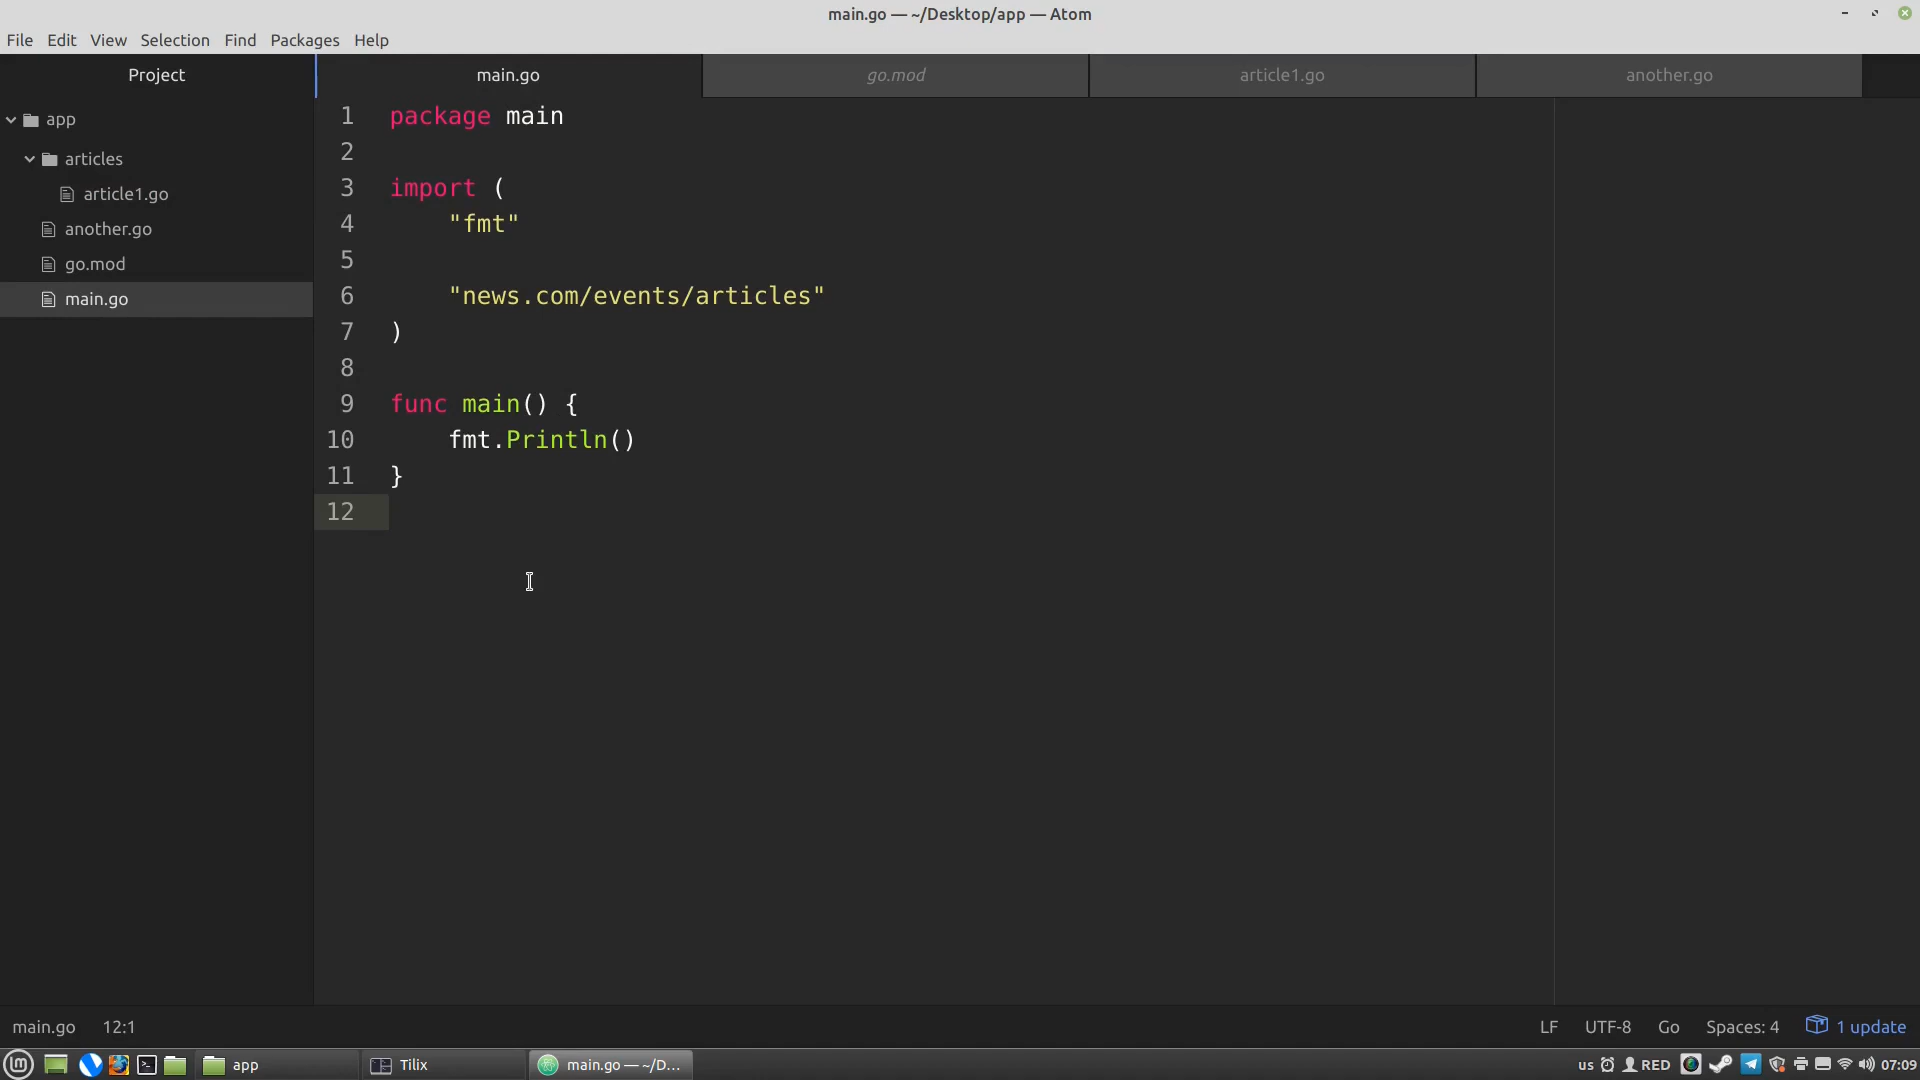 main.go — ~/Desktop/app — Atom
File Edit View Selection Find Packages Help
Project
main.go
go.mod
article1.go
another.go
app
articles
article1.go
another.go
go.mod
main.go
1 package main
2
3 import (
4 "fmt"
5
6 "news.com/events/articles"
7 )
8
9 func main() {
10 fmt.Println()
11 }
12
main.go 12:1
LF UTF-8 Go Spaces: 4 1 update
app
Tilix
main.go — ~/D...
us RED 07:09